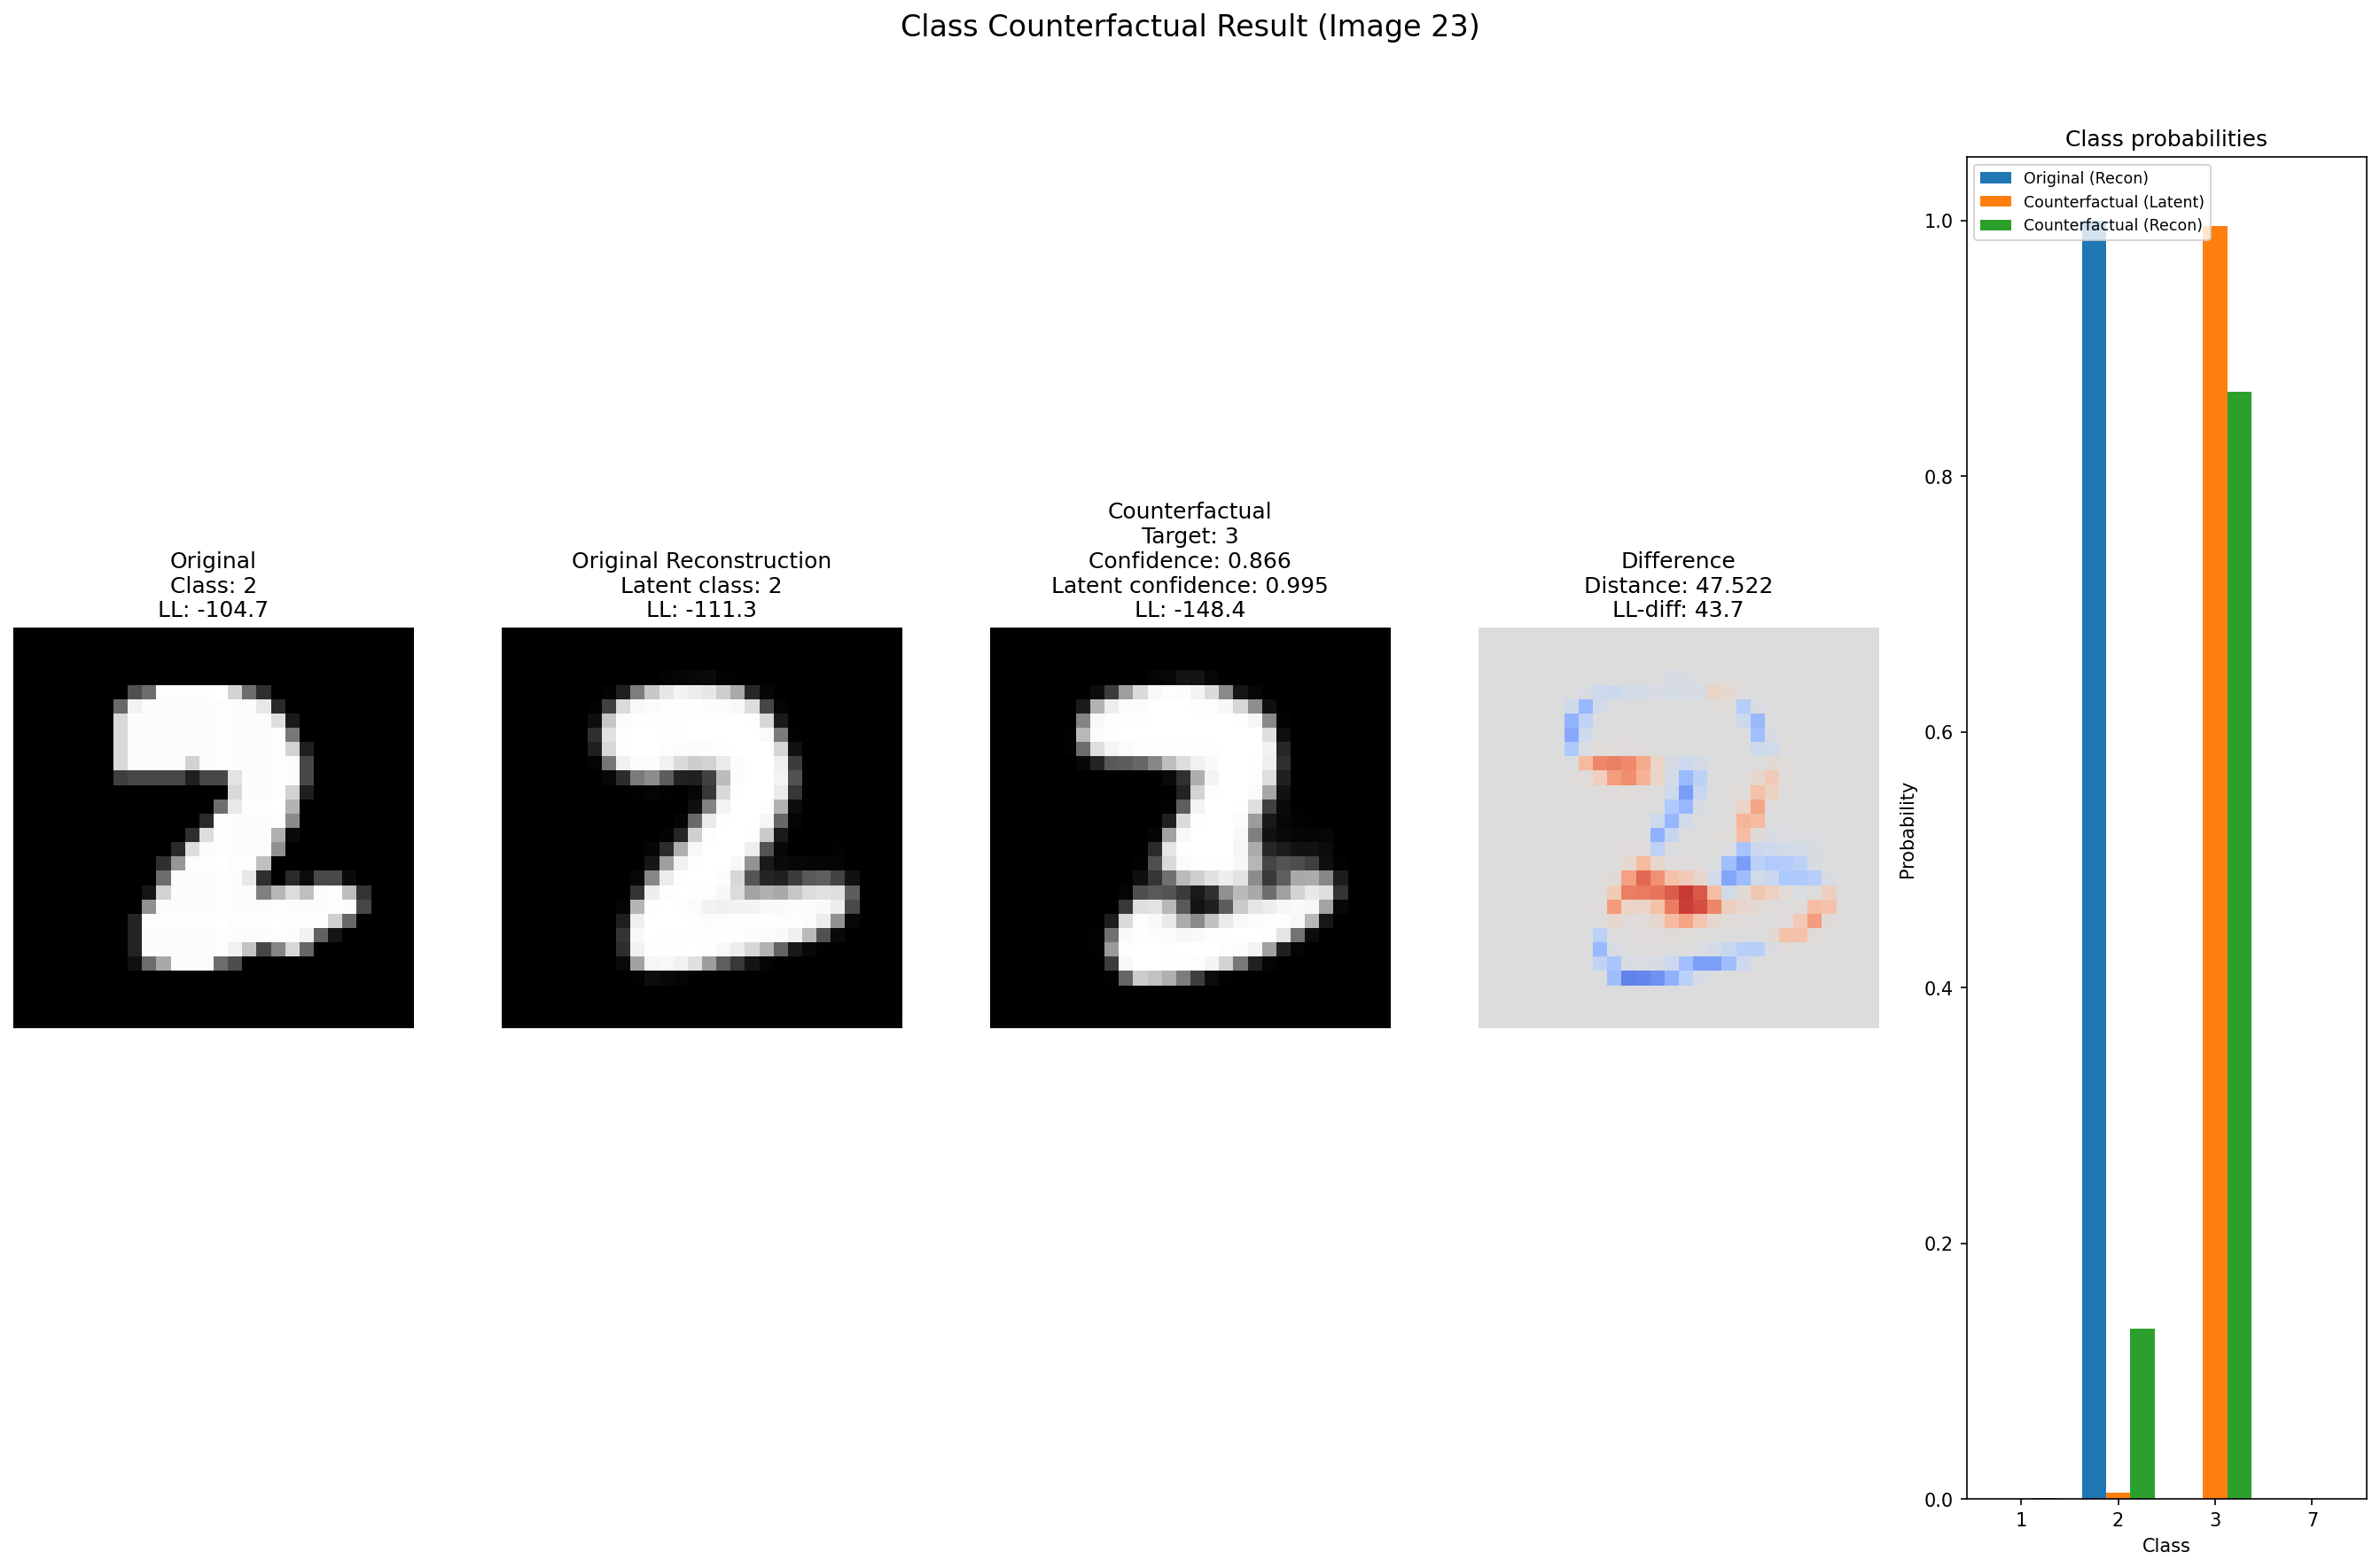 Class Counterfactual Result (Image 23)
Original
Class: 2
LL: -104.7
2
Original Reconstruction
Latent class: 2
LL: -111.3
2
Counterfactual
Target: 3
Confidence: 0.866
Latent confidence: 0.995
LL: -148.4
Difference
Distance: 47.522
LL-diff: 43.7
Class probabilities
Original (Recon)
Counterfactual (Latent)
Counterfactual (Recon)
1.0
0.8
0.6
0.4
0.2
0.0
Probability
1 2 3 7
Class